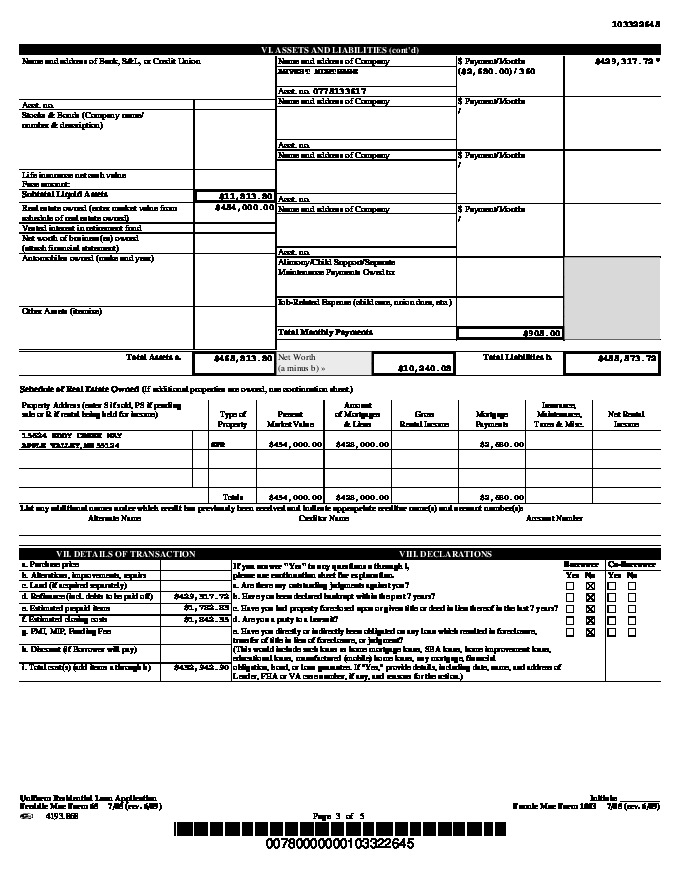 103322645
VI. ASSETS AND LIABILITIES (cont'd)
Name and address of Bank, S&L, or Credit Union
Name and address of Company
$ Payment/Months
$429,317.72 *
($2,680.00)/360
Acct. no. 0778133617
Acct. no.
Name and address of Company
$ Payment/Months
/
Stocks & Bonds (Company name/
number & description)
Acct. no.
Name and address of Company
$ Payment/Months
/
Life insurance net cash value
Face amount:
Subtotal Liquid Assets
$11,813.80
Acct. no.
Real estate owned (enter market value from
schedule of real estate owned)
$454,000.00
Name and address of Company
$ Payment/Months
/
Vested interest in retirement fund
Net worth of business(es) owned
(attach financial statement)
Acct. no.
Automobiles owned (make and year)
Alimony/Child Support/Separate
Maintenance Payments Owed to:
Job-Related Expense (child care, union dues, etc.)
Other Assets (itemize)
Total Monthly Payments
$908.00
Total Assets a.
$465,813.80
Net Worth
(a minus b) »
$10,240.08
Total Liabilities b.
$455,573.72
Schedule of Real Estate Owned (If additional properties are owned, use continuation sheet.)
Property Address (enter S if sold, PS if pending
sale or R if rental being held for income)
Type of
Property
Present
Market Value
Amount
of Mortgages
& Liens
Gross
Rental Income
Mortgage
Payments
Insurance,
Maintenance,
Taxes & Misc.
Net Rental
Income
APPLE VALLEY, MN 55124
SFR
$454,000.00
$428,000.00
$2,680.00
Totals
$454,000.00
$428,000.00
$2,680.00
List any additional names under which credit has previously been received and indicate appropriate creditor name(s) and account number(s):
Alternate Name
Creditor Name
Account Number
VII. DETAILS OF TRANSACTION
VIII. DECLARATIONS
a. Purchase price
b. Alterations, improvements, repairs
c. Land (if acquired separately)
d. Refinance (incl. debts to be paid off)
$429,317.72
e. Estimated prepaid items
$1,782.83
f. Estimated closing costs
$1,842.35
g. PMI, MIP, Funding Fee
h. Discount (if Borrower will pay)
i. Total cost(s) (add items a through h)
$432,942.90
If you answer "Yes" to any questions a through i,
please use continuation sheet for explanation.
Borrower
Co-Borrower
Yes No
Yes No
a. Are there any outstanding judgments against you?
b. Have you been declared bankrupt within the past 7 years?
c. Have you had property foreclosed upon or given title or deed in lieu thereof in the last 7 years?
d. Are you a party to a lawsuit?
e. Have you directly or indirectly been obligated on any loan which resulted in foreclosure,
transfer of title in lieu of foreclosure, or judgment?
(This would include such loans as home mortgage loans, SBA loans, home improvement loans,
educational loans, manufactured (mobile) home loans, any mortgage, financial
obligation, bond, or loan guarantee. If "Yes," provide details, including date, name, and address of
Lender, FHA or VA case number, if any, and reasons for the action.)
Uniform Residential Loan Application
Freddie Mac Form 65 7/05 (rev. 6/09)
Initials: ________
Fannie Mae Form 1003 7/05 (rev. 6/09)
4193.868
Page 3 of 5
00780000000103322645